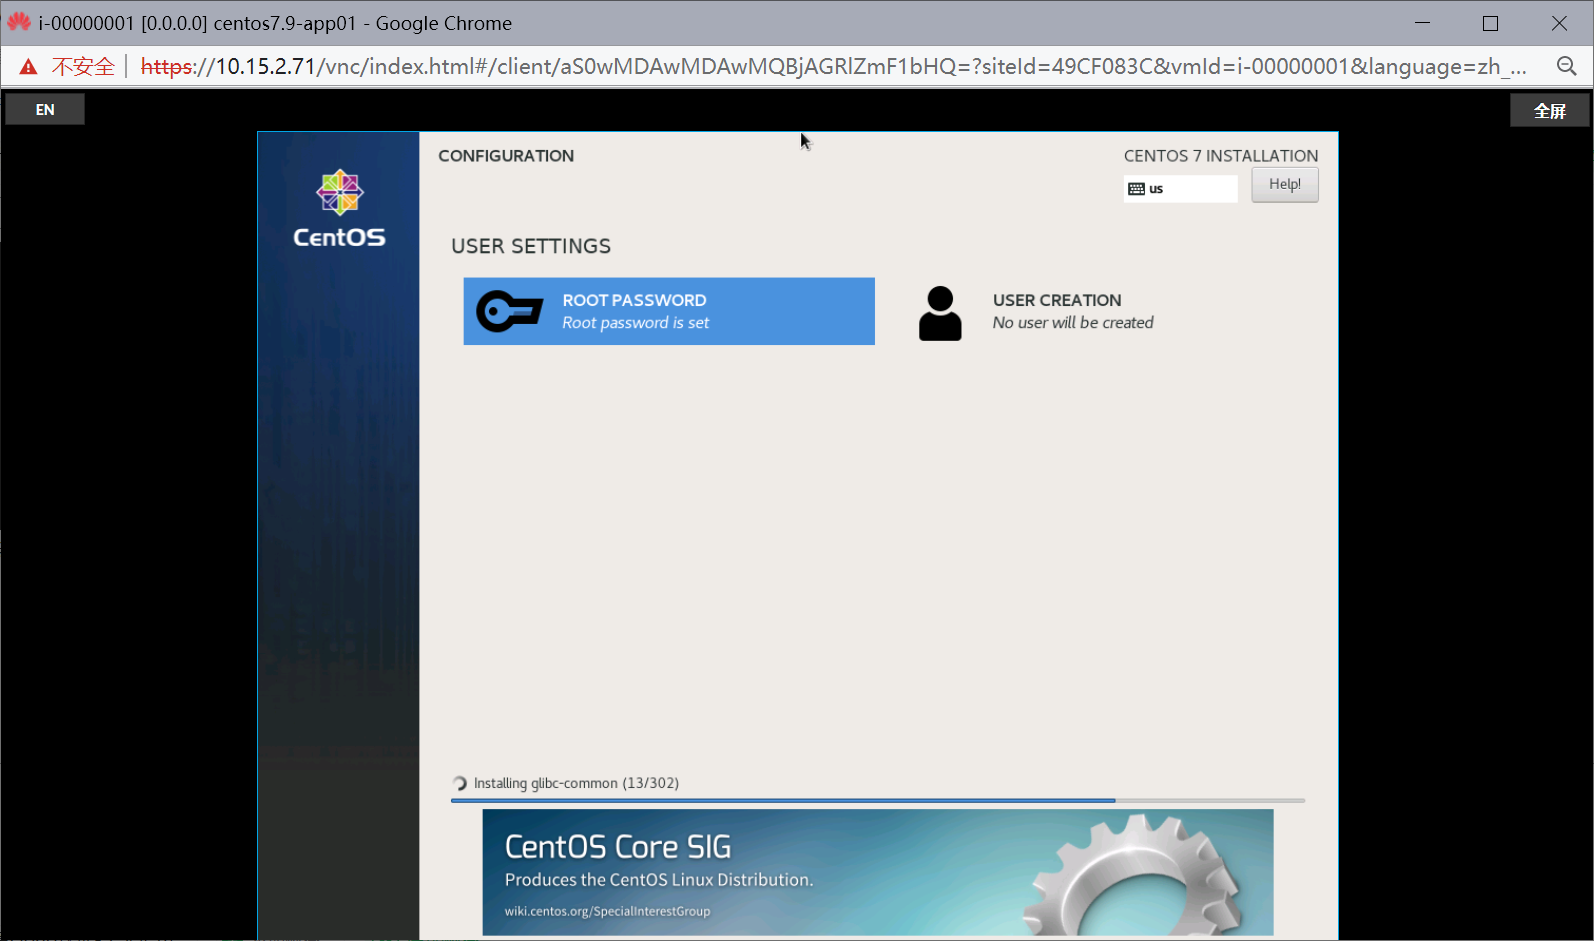 i-00000001 [0.0.0.0] centos7.9-app01 - Google Chrome
不安全 https://10.15.2.71/vnc/index.html#/client/aS0wMDAwMDAwMQBjAGRlZmF1bHQ=?siteId=49CF083C&vmId=i-00000001&language=zh_...
EN
全屏
CentOS
CONFIGURATION
CENTOS 7 INSTALLATION
us
Help!
USER SETTINGS
ROOT PASSWORD
Root password is set
USER CREATION
No user will be created
Installing glibc-common (13/302)
CentOS Core SIG
Produces the CentOS Linux Distribution.
wiki.centos.org/SpecialInterestGroup